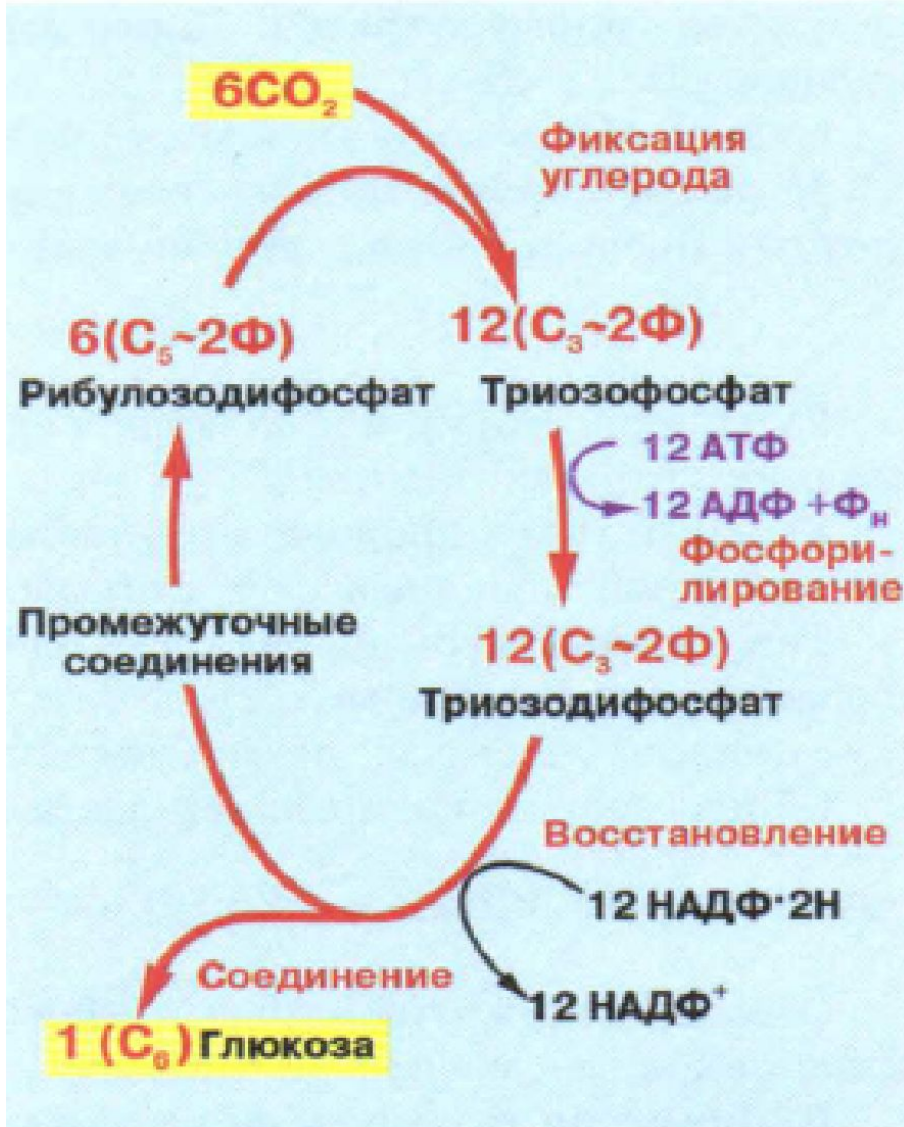 6CO₂
Фиксация
углерода
6(C₅~2Ф)
Рибулозодифосфат
12(C₃~2Ф)
Триозофосфат
12 АТФ
12 АДФ +Фн
Фосфори-
лирование
Промежуточные
соединения
12(C₃~2Ф)
Триозодифосфат
Восстановление
12 НАДФ·2Н
12 НАДФ⁺
Соединение
1 (C₆) Глюкоза